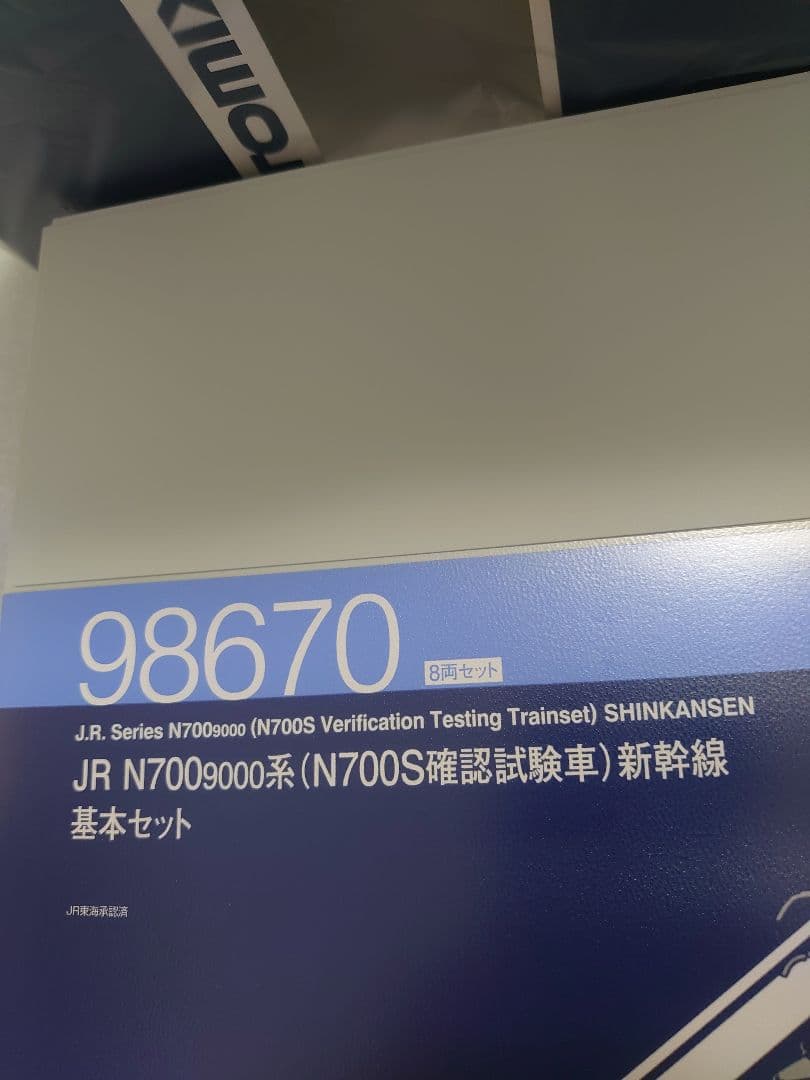 TOMIX
98670
8両セット
J.R. Series N7009000 (N700S Verification Testing Trainset) SHINKANSEN
JR N7009000系(N700S確認試験車)新幹線
基本セット
JR東海承認済